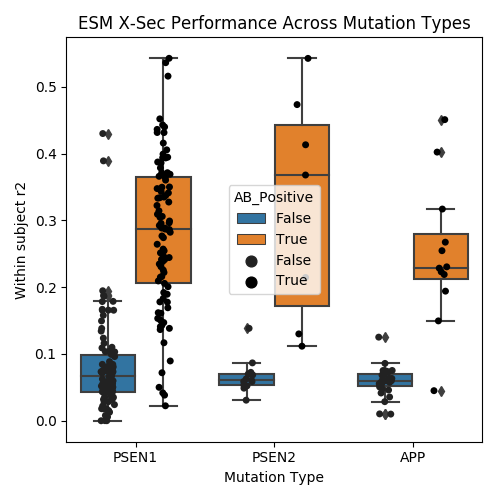 ESM X-Sec Performance Across Mutation Types
Within subject r2
0.5
0.4
0.3
0.2
0.1
0.0
AB_Positive
False
True
False
True
PSEN1 PSEN2 APP
Mutation Type